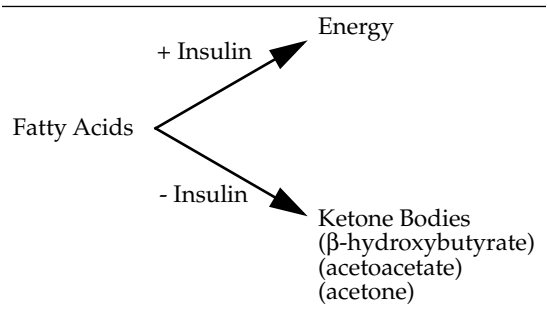 Energy
+ Insulin
Fatty Acids
- Insulin
Ketone Bodies
(β-hydroxybutyrate)
(acetoacetate)
(acetone)